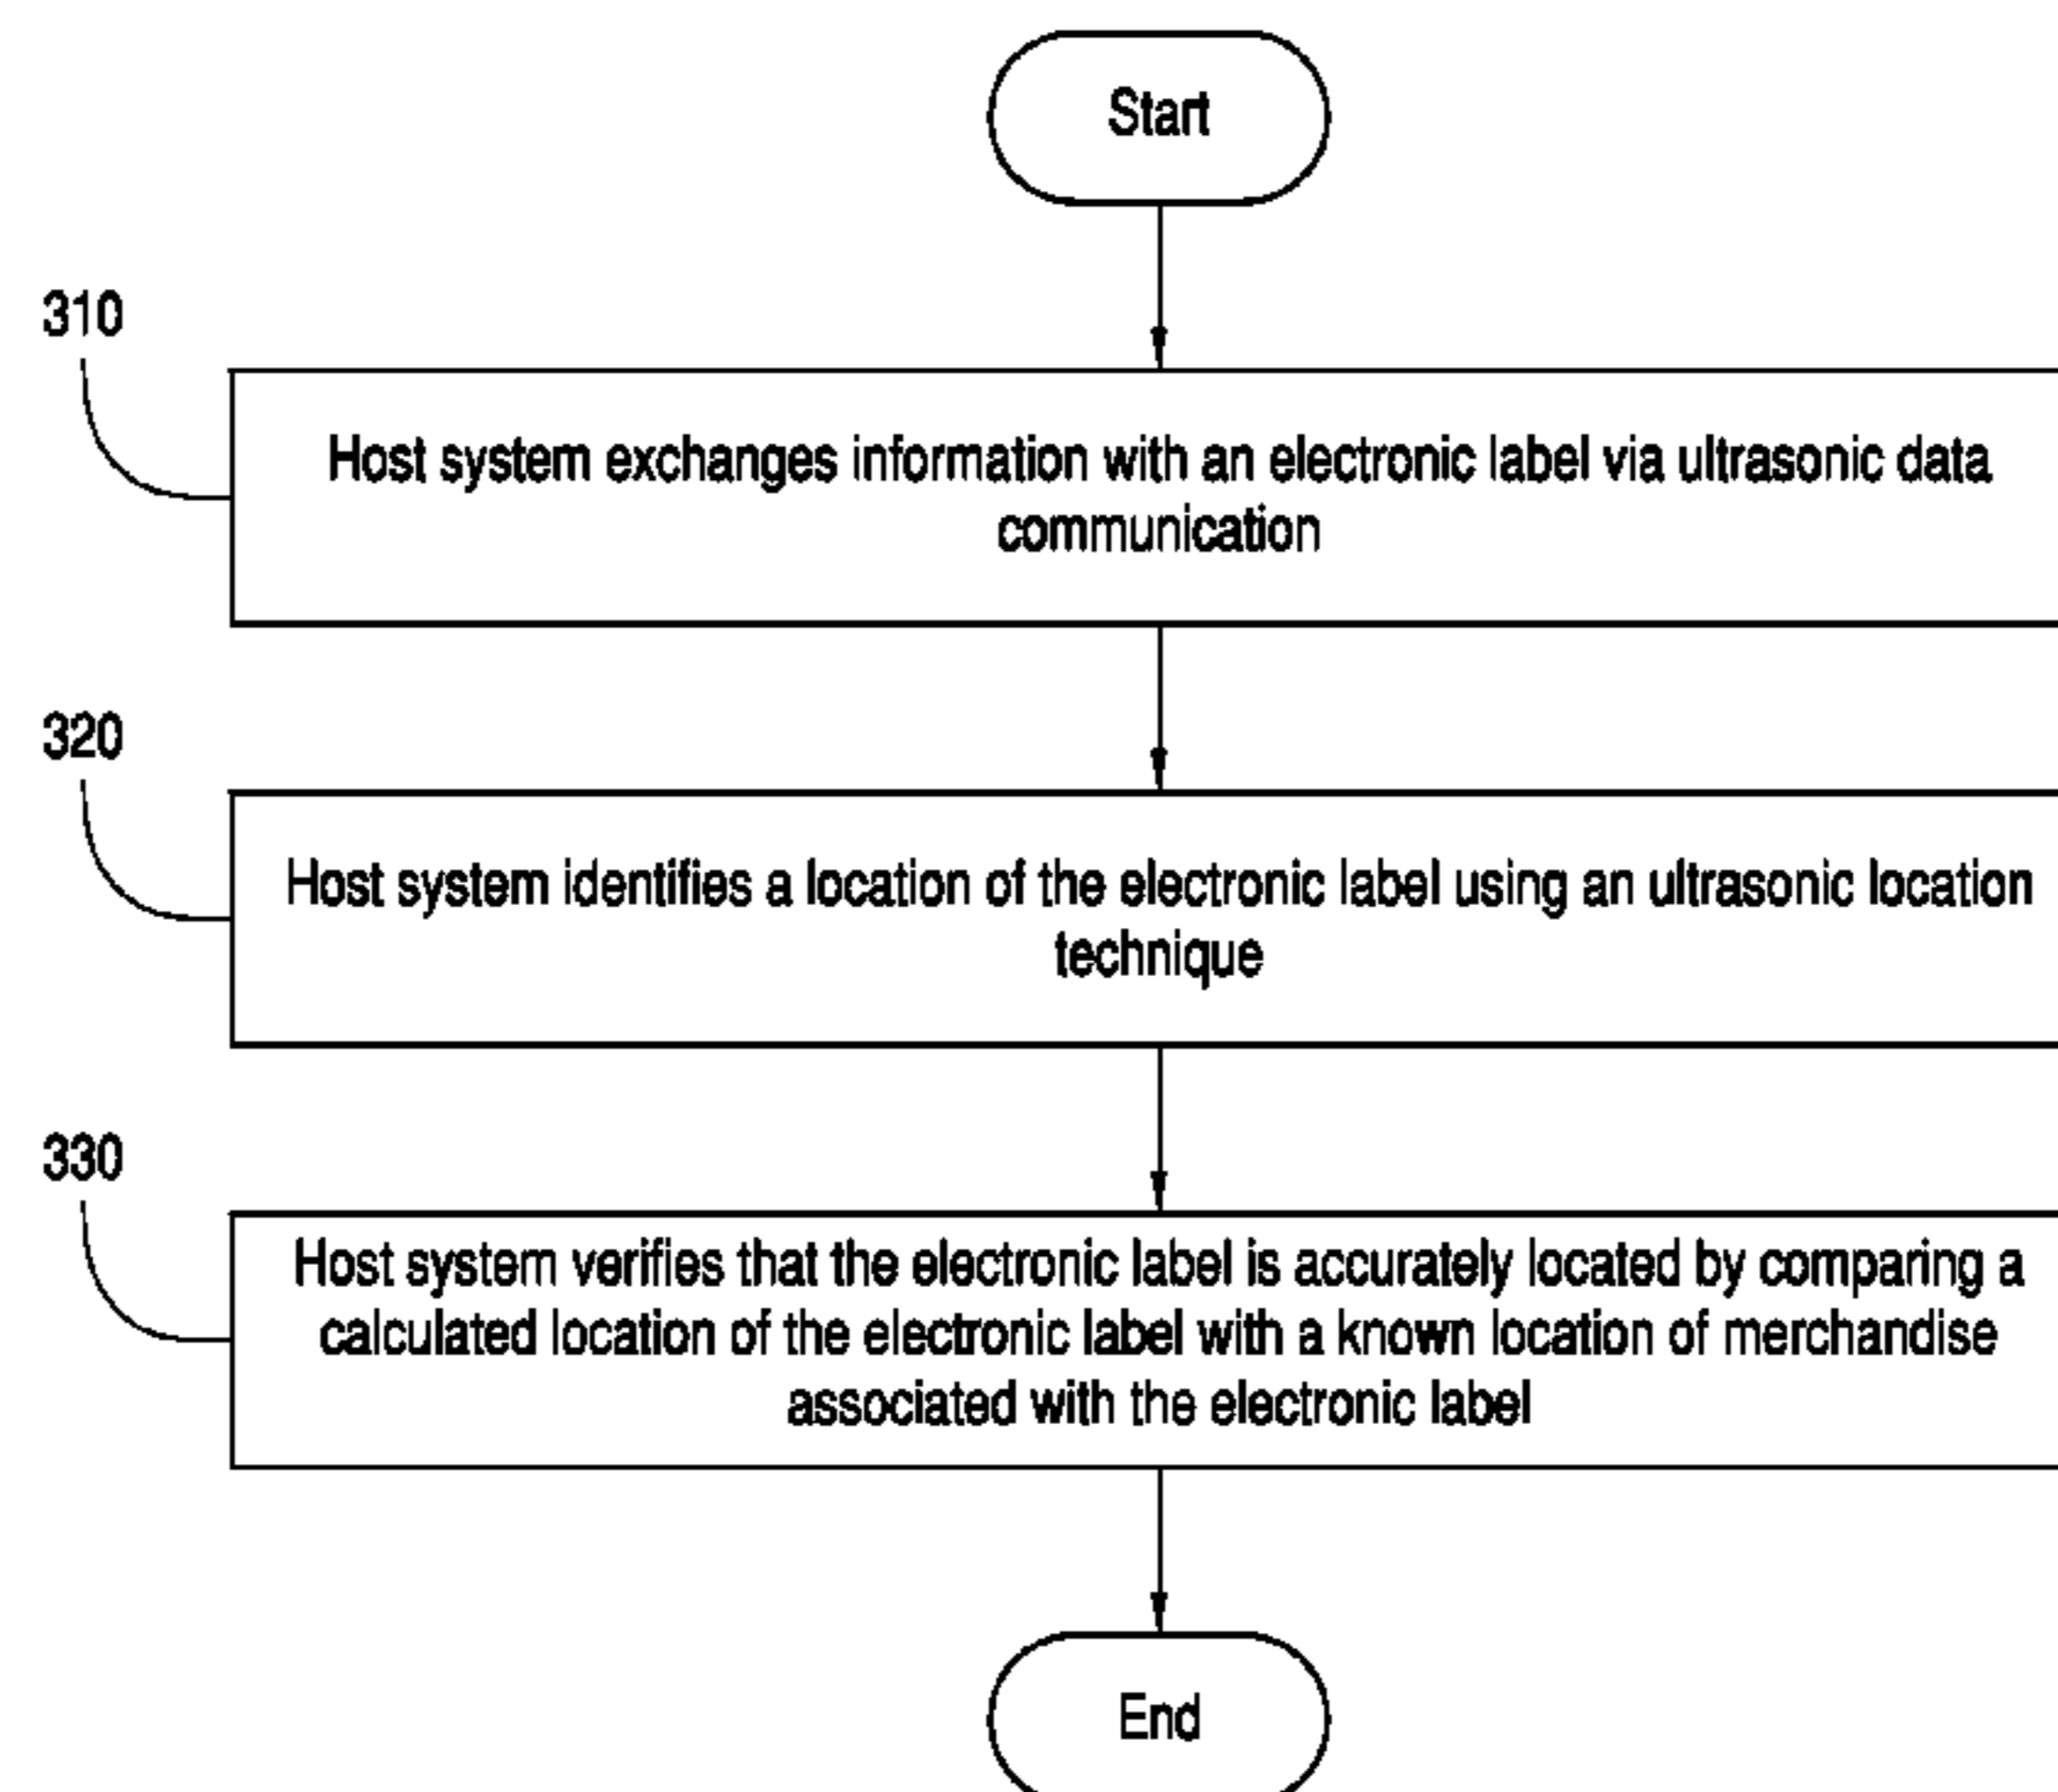 Start
310
Host system exchanges information with an electronic label via ultrasonic data
communication
320
Host system identifies a location of the electronic label using an ultrasonic location
technique
330
Host system verifies that the electronic label is accurately located by comparing a
calculated location of the electronic label with a known location of merchandise
associated with the electronic label
End